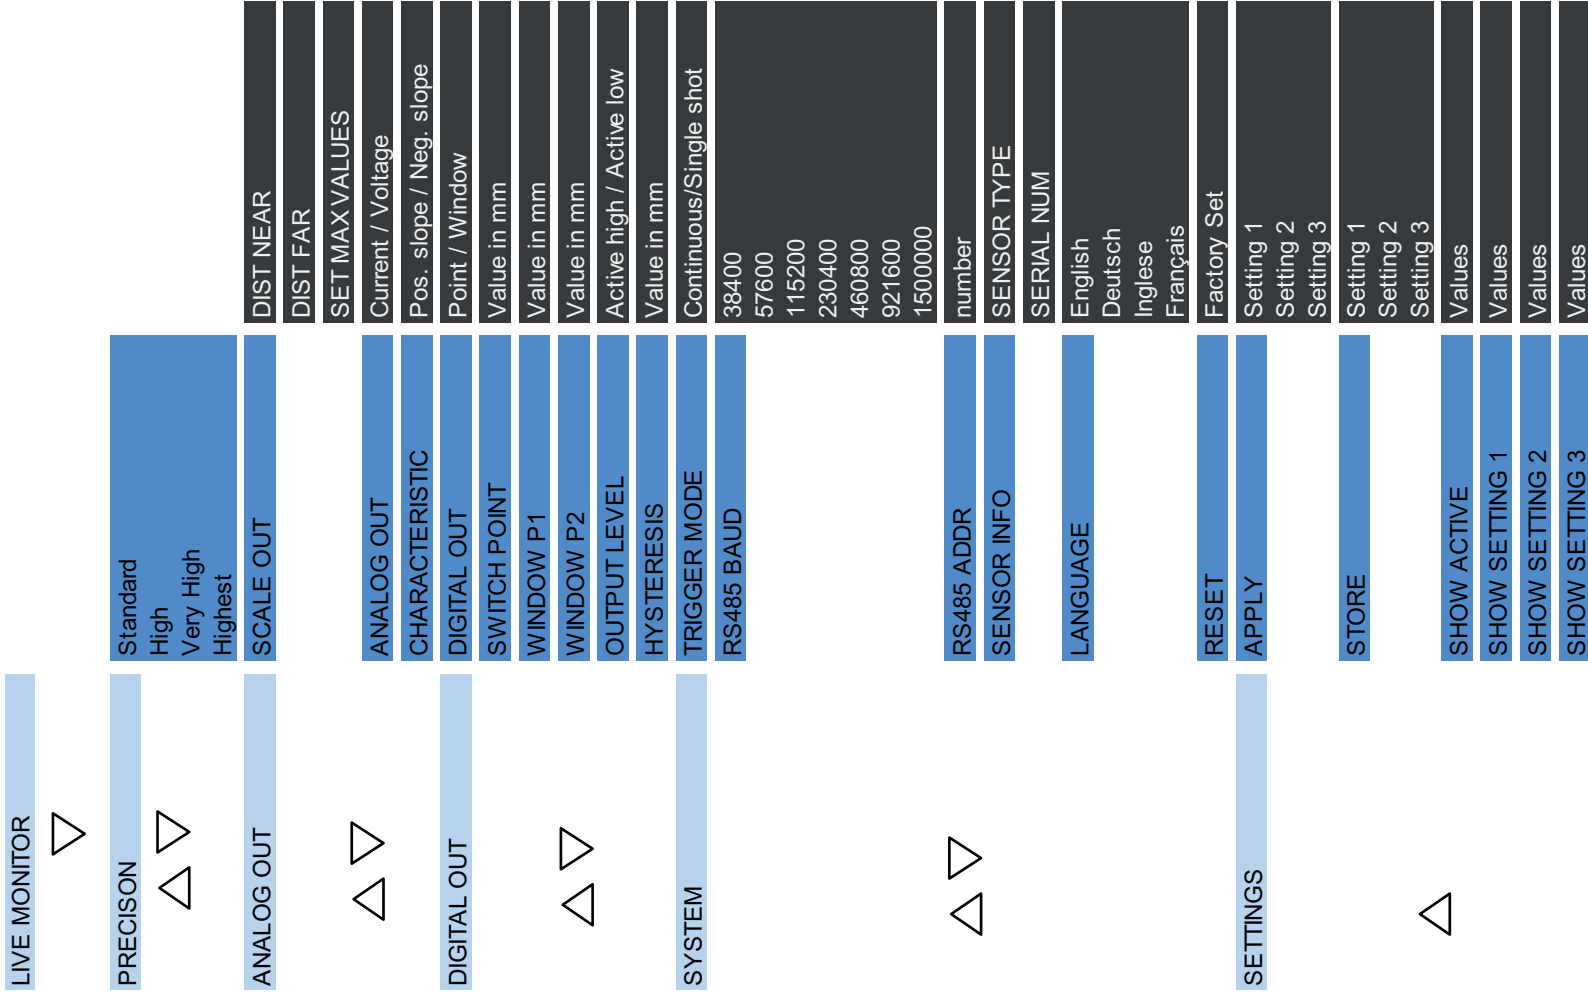 LIVE MONITOR
PRECISON
Standard
High
Very High
Highest
ANALOG OUT
SCALE OUT
DIST NEAR
DIST FAR
SET MAX VALUES
ANALOG OUT
Current / Voltage
CHARACTERISTIC
Pos. slope / Neg. slope
DIGITAL OUT
DIGITAL OUT
Point / Window
SWITCH POINT
Value in mm
WINDOW P1
Value in mm
WINDOW P2
Value in mm
OUTPUT LEVEL
Active high / Active low
HYSTERESIS
Value in mm
SYSTEM
TRIGGER MODE
Continuous/Single shot
RS485 BAUD
38400
57600
115200
230400
460800
921600
1500000
RS485 ADDR
number
SENSOR INFO
SENSOR TYPE
SERIAL NUM
LANGUAGE
English
Deutsch
Inglese
Français
RESET
Factory Set
SETTINGS
APPLY
Setting 1
Setting 2
Setting 3
STORE
Setting 1
Setting 2
Setting 3
SHOW ACTIVE
Values
SHOW SETTING 1
Values
SHOW SETTING 2
Values
SHOW SETTING 3
Values